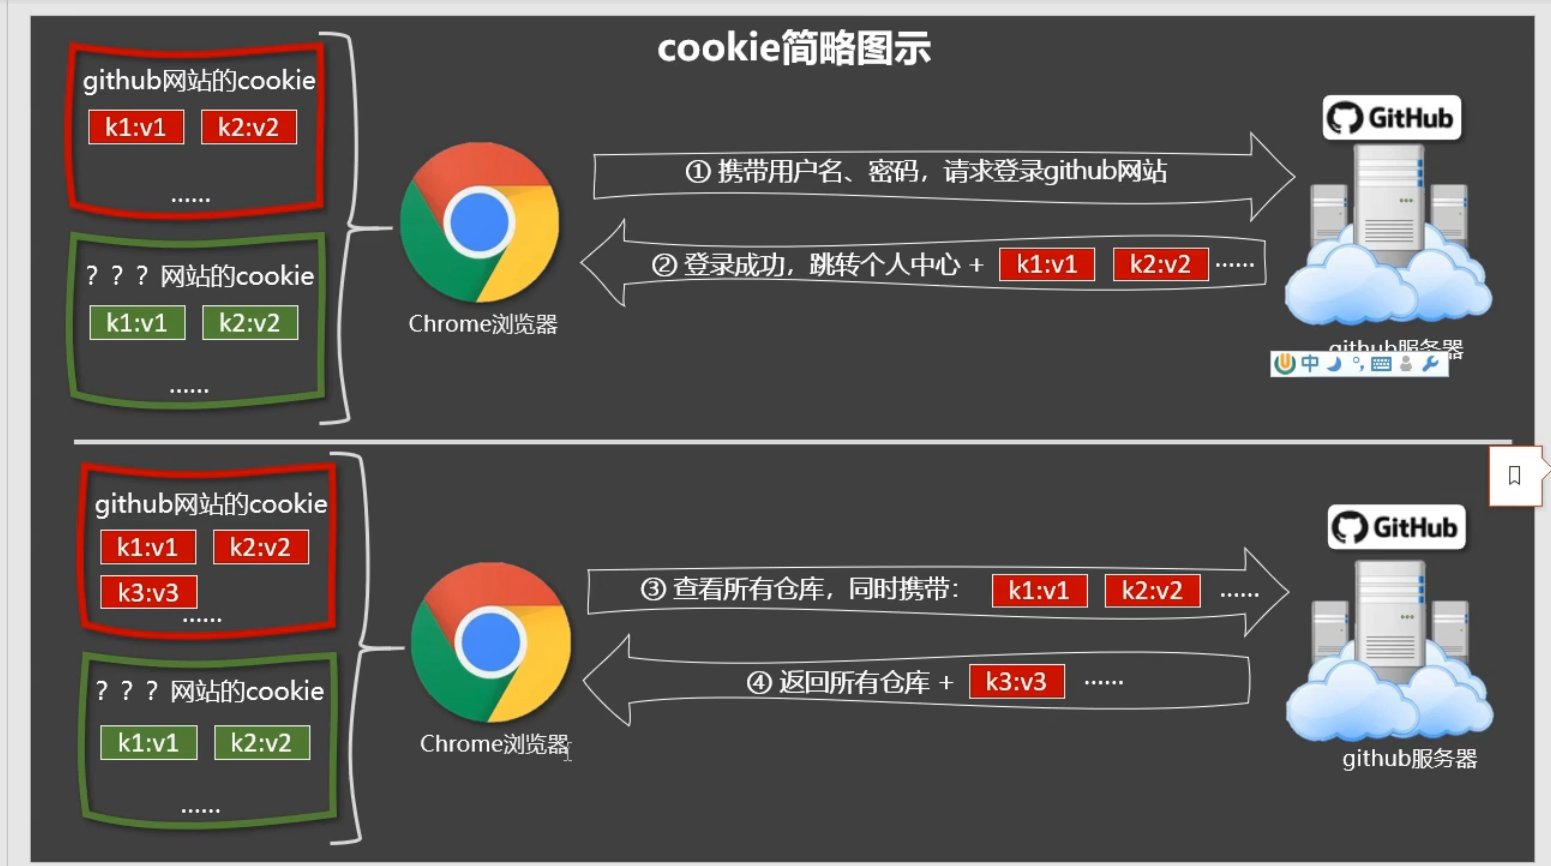 cookie简略图示
github网站的cookie
k1:v1 k2:v2
......
？？？网站的cookie
k1:v1 k2:v2
......
Chrome浏览器
① 携带用户名、密码，请求登录github网站
② 登录成功，跳转个人中心 + k1:v1 k2:v2 ......
GitHub
github服务器
中
github网站的cookie
k1:v1 k2:v2
k3:v3
......
？？？网站的cookie
k1:v1 k2:v2
......
Chrome浏览器
③ 查看所有仓库，同时携带： k1:v1 k2:v2 ......
④ 返回所有仓库 + k3:v3 ......
GitHub
github服务器